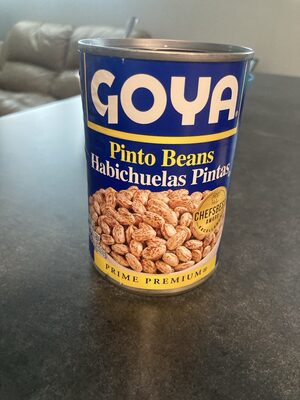 GOYA®
Pinto Beans
Habichuelas Pintas
CHEFSBEST
PRIME PREMIUM®